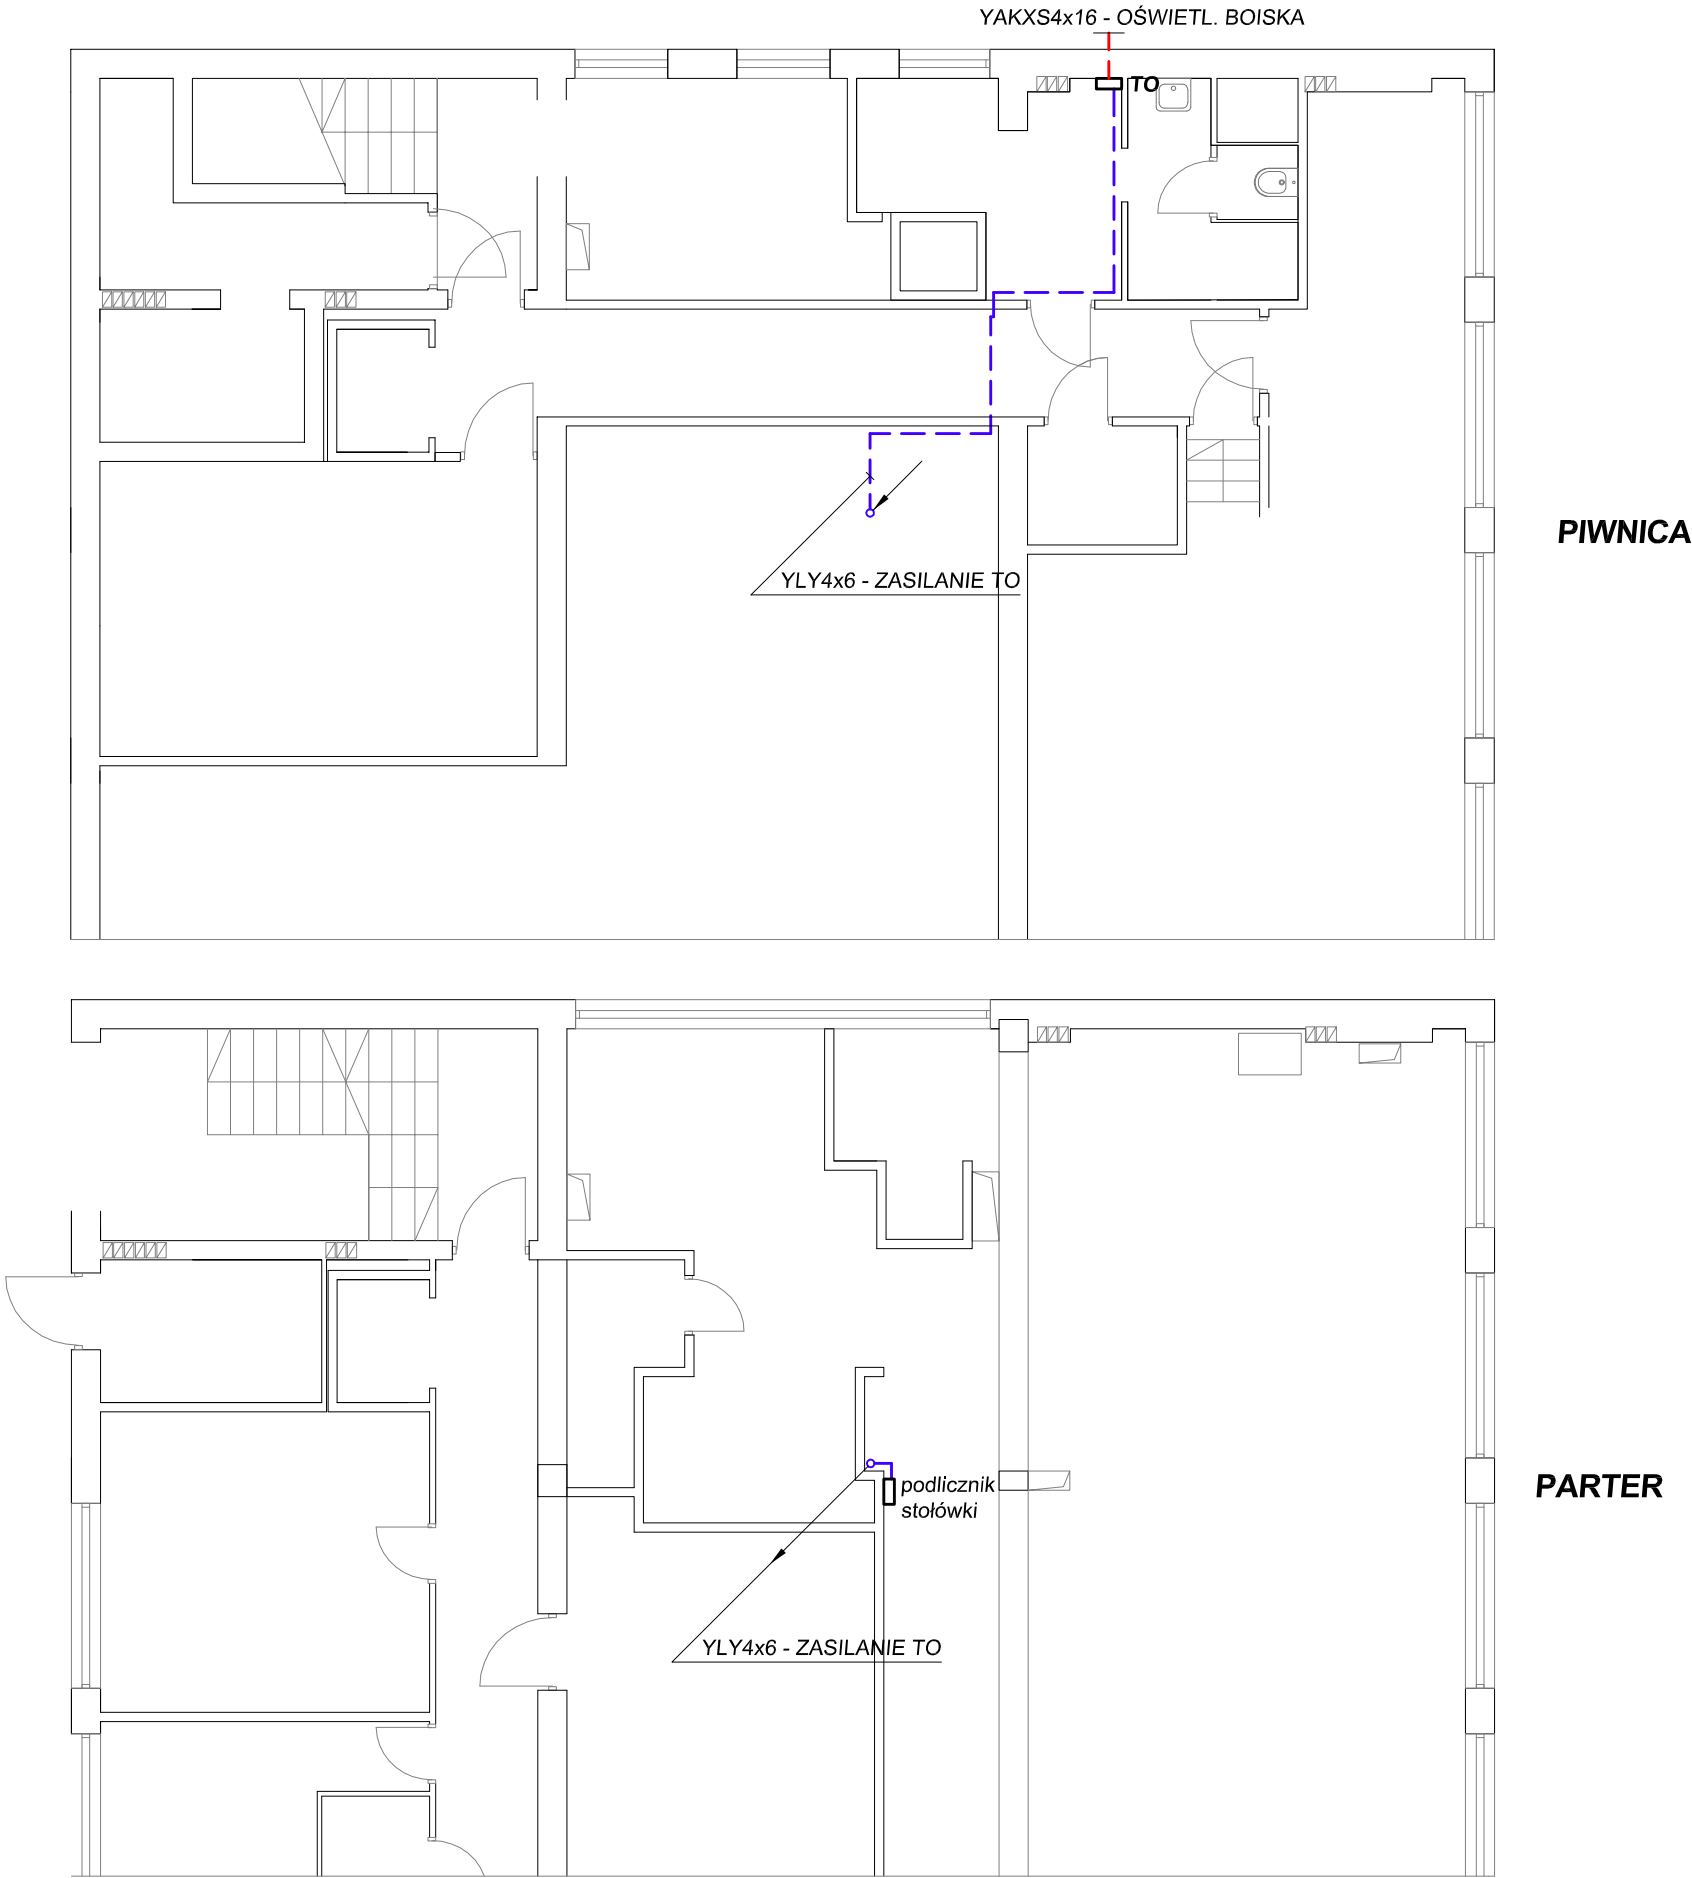 YAKXS4x16 - OŚWIETL. BOISKA
TO
PIWNICA
YLY4x6 - ZASILANIE TO
podlicznik
stołówki
PARTER
YLY4x6 - ZASILANIE TO